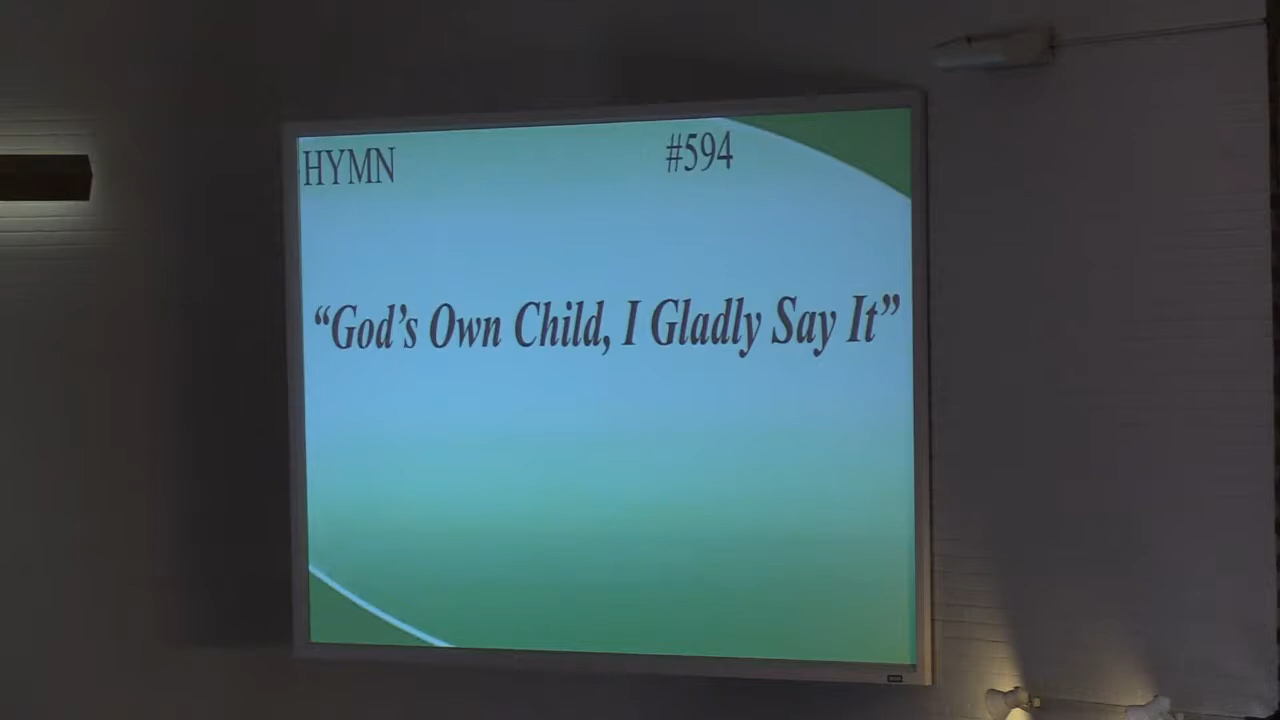 HYMN #594
“God’s Own Child, I Gladly Say It”